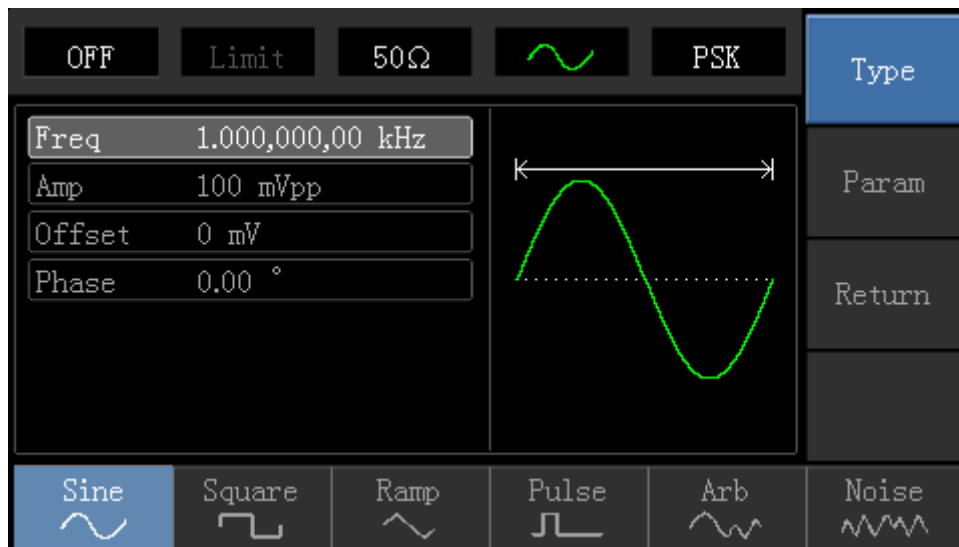 OFF Limit 50Ω PSK
Type
Freq 1.000,000,00 kHz
Amp 100 mVpp
Offset 0 mV
Phase 0.00 °
Param
Return
Sine Square Ramp Pulse Arb Noise